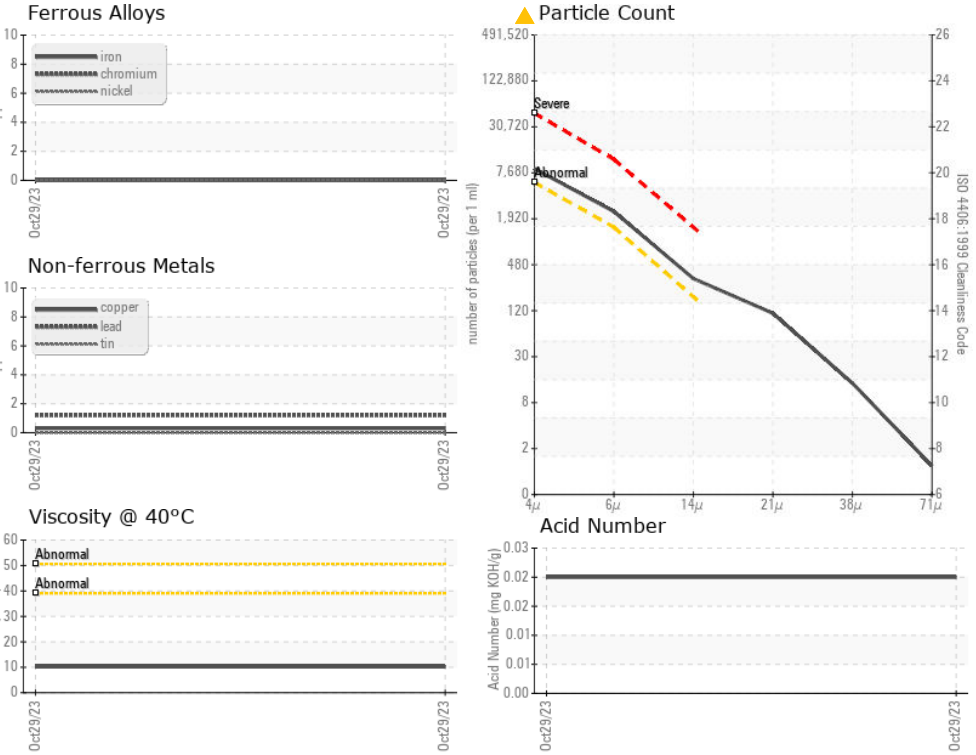 Ferrous Alloys
10
8
6
4
2
0
iron
chromium
nickel
Oct29/23
Oct29/23
Non-ferrous Metals
10
8
6
4
2
0
copper
lead
tin
Oct29/23
Oct29/23
Viscosity @ 40°C
60
50
40
30
20
10
0
Abnormal
Abnormal
Oct29/23
Oct29/23
Particle Count
491,520
122,880
30,720
7,680
1,920
480
120
30
8
2
0
number of particles (per 1 ml)
Severe
Abnormal
26
24
22
20
18
16
14
12
10
8
6
ISO 4406:1999 Cleanliness Code
4µ
6µ
14µ
21µ
38µ
71µ
Acid Number
0.03
0.02
0.02
0.01
0.01
0.00
Acid Number (mg KOH/g)
Oct29/23
Oct29/23